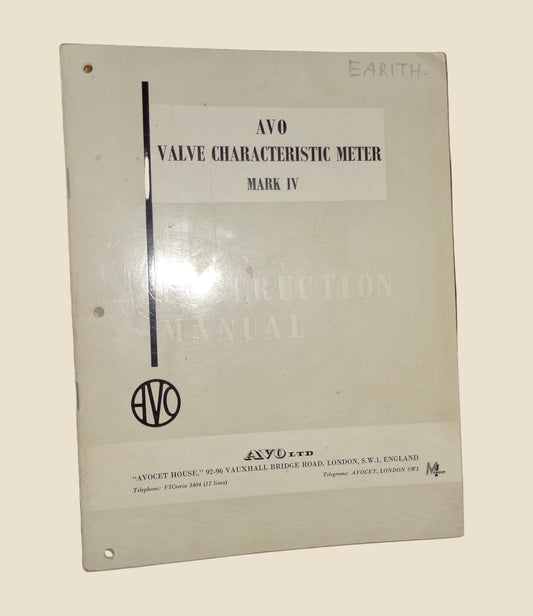 EARITH.
AVO
VALVE CHARACTERISTIC METER
MARK IV
INSTRUCTION
MANUAL
AVO
AVO LTD
"AVOCET HOUSE," 92-96 VAUXHALL BRIDGE ROAD, LONDON, S.W.1, ENGLAND
Telephone: VICtoria 3404 (12 lines) Telegrams: AVOCET, LONDON SW1